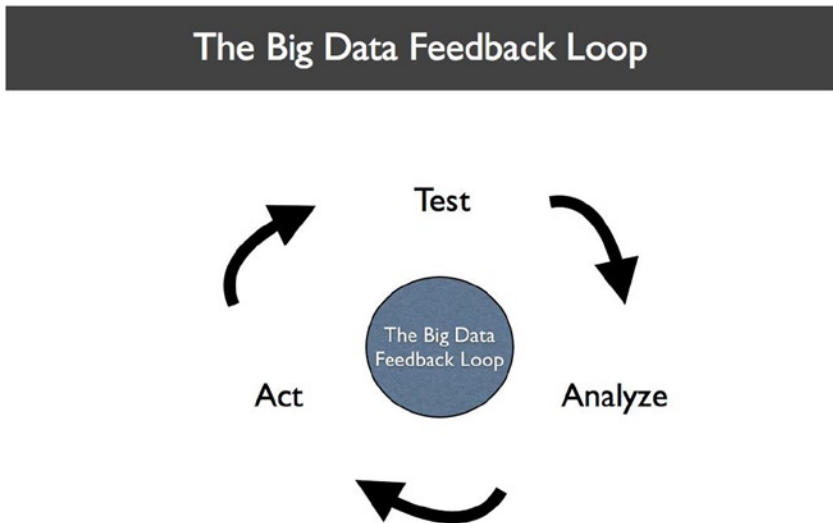 The Big Data Feedback Loop
Test
The Big Data
Feedback Loop
Act
Analyze